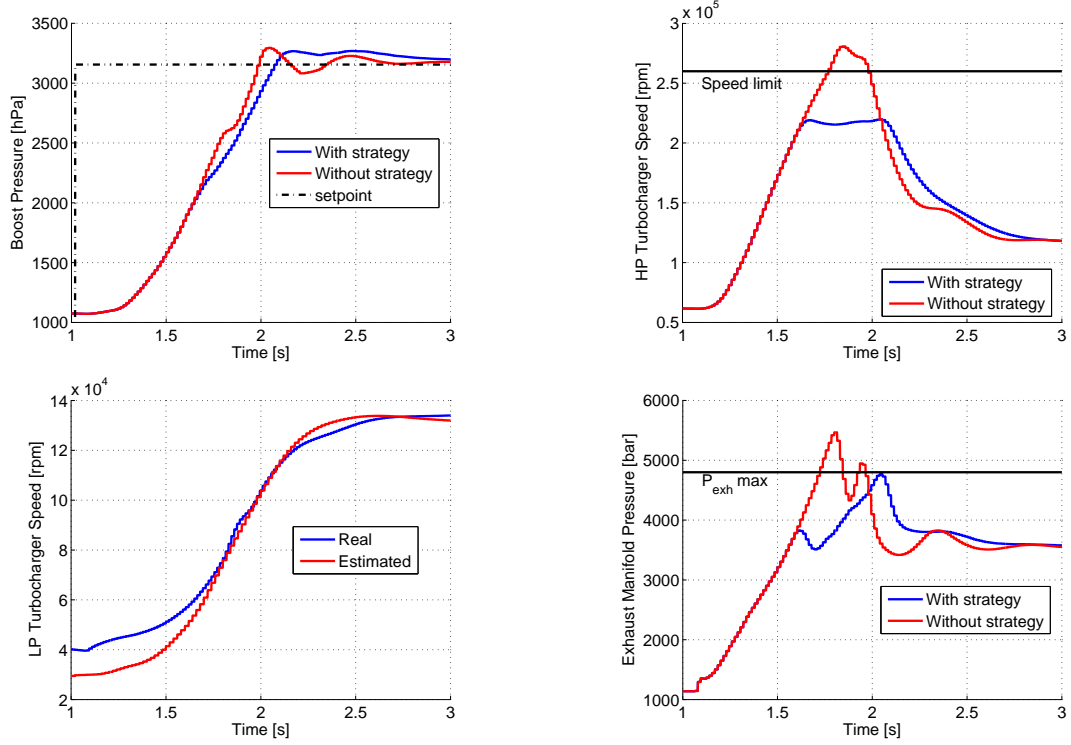 3500
3000
2500
2000
1500
1000
1
1.5
2
2.5
3
Time [s]
Boost Pressure [hPa]
With strategy
Without strategy
setpoint
x 10^5
3
2.5
2
1.5
1
0.5
1
1.5
2
2.5
3
Time [s]
HP Turbocharger Speed [rpm]
Speed limit
With strategy
Without strategy
x 10^4
14
12
10
8
6
4
2
1
1.5
2
2.5
3
Time [s]
LP Turbocharger Speed [rpm]
Real
Estimated
6000
5000
4000
3000
2000
1000
1
1.5
2
2.5
3
Time [s]
Exhaust Manifold Pressure [bar]
P_exh max
With strategy
Without strategy